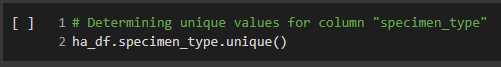 [ ] 1 # Determining unique values for column "specimen_type"
2 ha_df.specimen_type.unique()